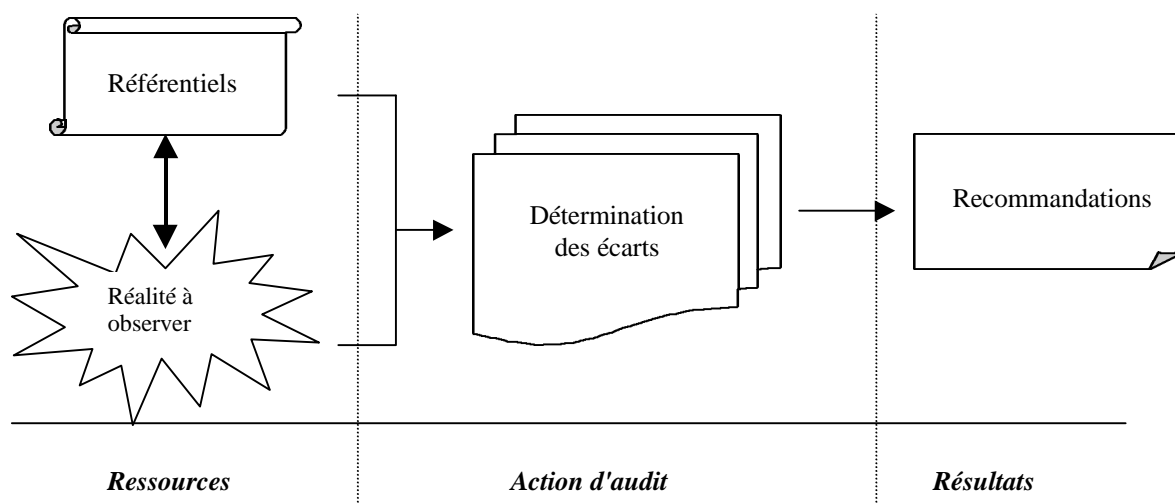 Référentiels
Réalité à
observer
Détermination
des écarts
Recommandations
Ressources
Action d'audit
Résultats